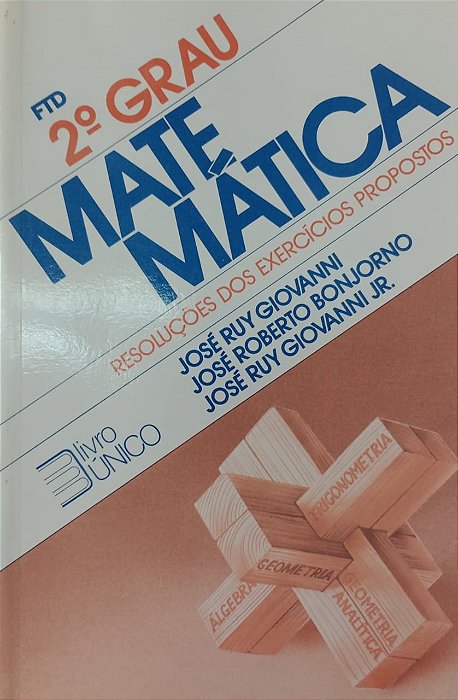 FTD
2º GRAU
MATE
MÁTICA
RESOLUÇÕES DOS EXERCÍCIOS PROPOSTOS
JOSÉ RUY GIOVANNI
JOSÉ ROBERTO BONJORNO
JOSÉ RUY GIOVANNI JR.
livro
ÚNICO
TRIGONOMETRIA
GEOMETRIA
ÁLGEBRA
GEOMETRIA
ANALÍTICA